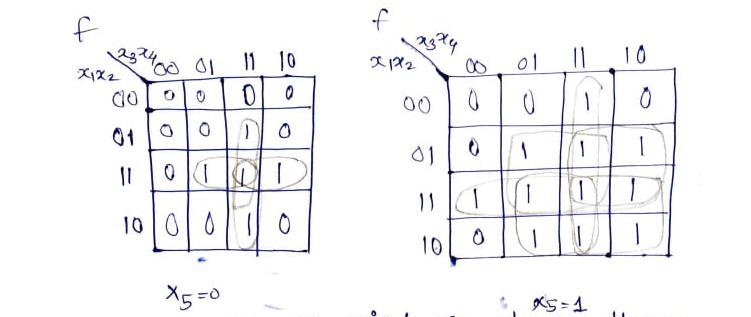 f f
x3x4 00 01 11 10 x3x4 00 01 11 10
x1x2 x1x2
00 0 0 0 0 00 0 0 1 0
01 0 0 1 0 01 0 1 1 1
11 0 1 1 1 11 1 1 1 1
10 0 0 1 0 10 0 1 1 1
x5=0 x5=1